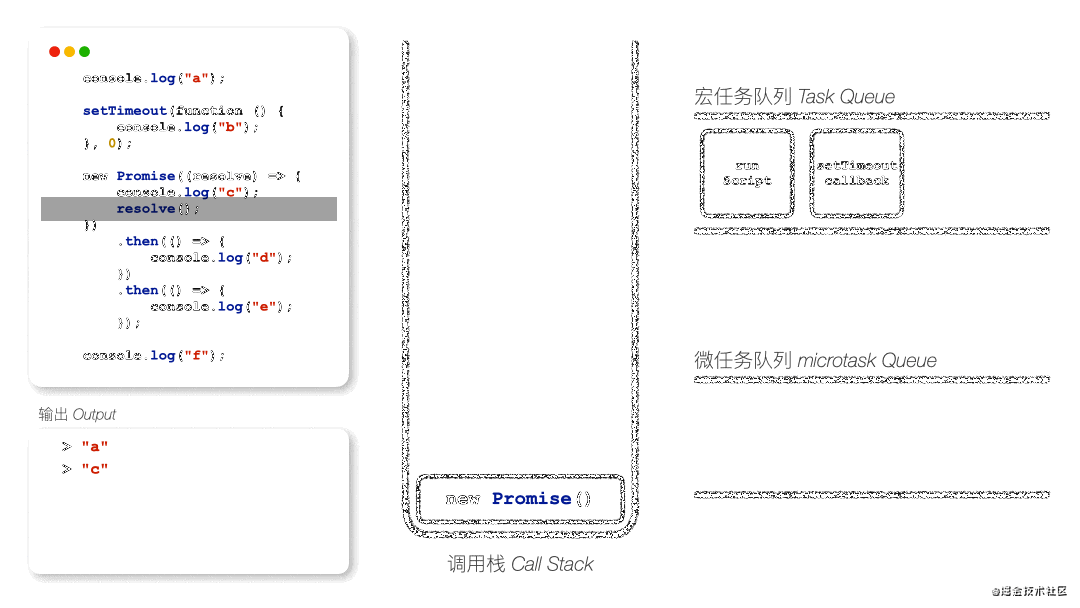 console.log("a");
setTimeout(function () {
console.log("b");
}, 0);
new Promise((resolve) => {
console.log("c");
resolve();
})
.then(() => {
console.log("d");
})
.then(() => {
console.log("e");
});
console.log("f");
输出 Output
> "a"
> "c"
new Promise()
调用栈 Call Stack
宏任务队列 Task Queue
run
Script
setTimeout
callback
微任务队列 microtask Queue
@掘金技术社区